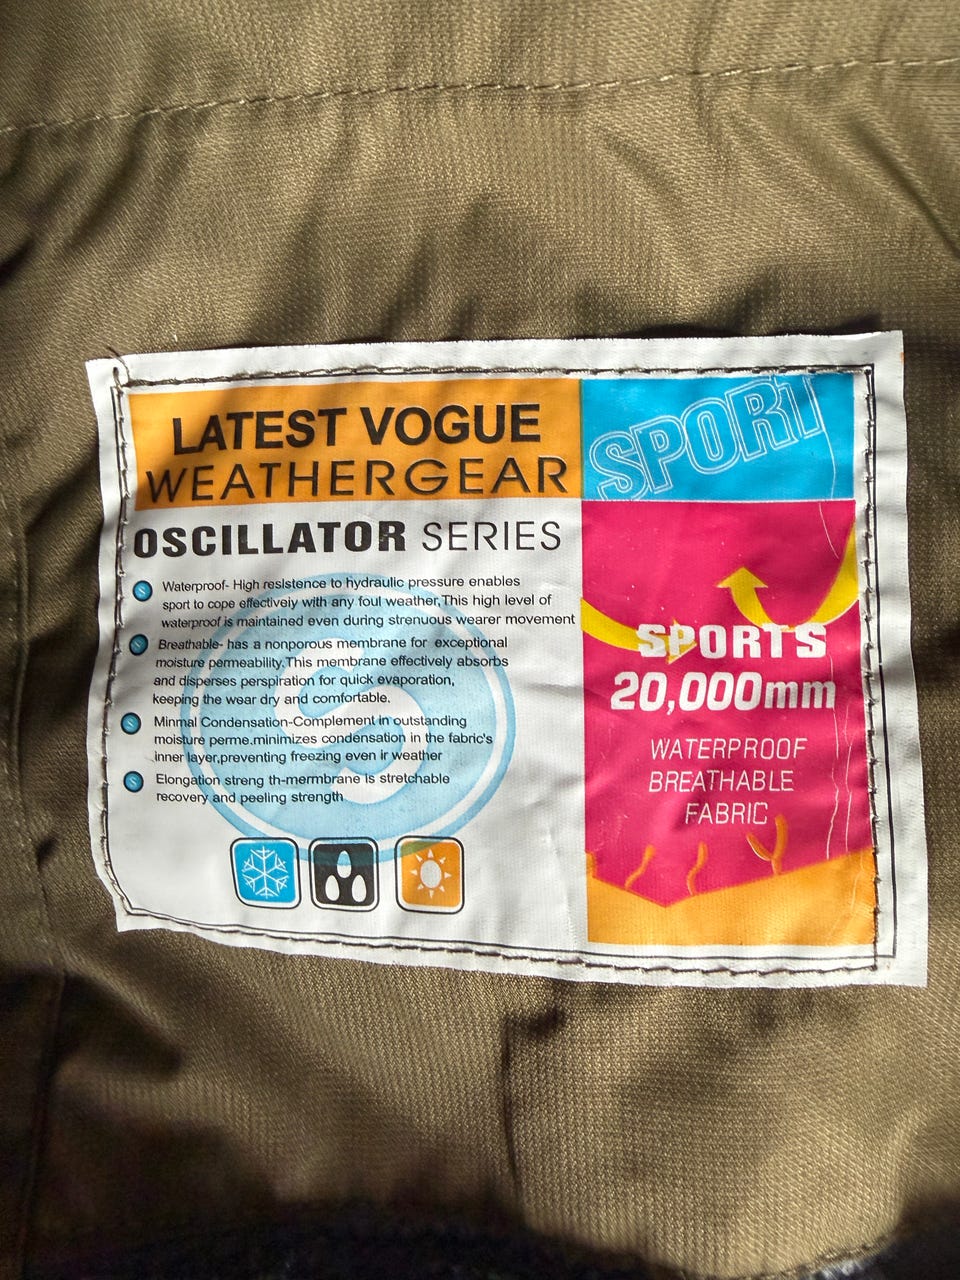 LATEST VOGUE
WEATHERGEAR
OSCILLATOR SERIES
Waterproof- High reslstence to hydraulic pressure enables
sport to cope effectiveiy with any foul weather,This high level of
waterproof is maintained even during strenuous wearer movement
Breathable- has a nonporous membrane for exceptional
moisture permeability.This membrane effectively absorbs
and disperses perspiration for quick evaporation,
keeping the wear dry and comfortable.
Minmal Condensation-Complement in outstanding
moisture perme.minimizes condensation in the fabric's
inner layer,preventing freezing even ir weather
Elongation streng th-mermbrane is stretchable
recovery and peeling strength
SPORT
SPORTS
20,000mm
WATERPROOF
BREATHABLE
FABRIC